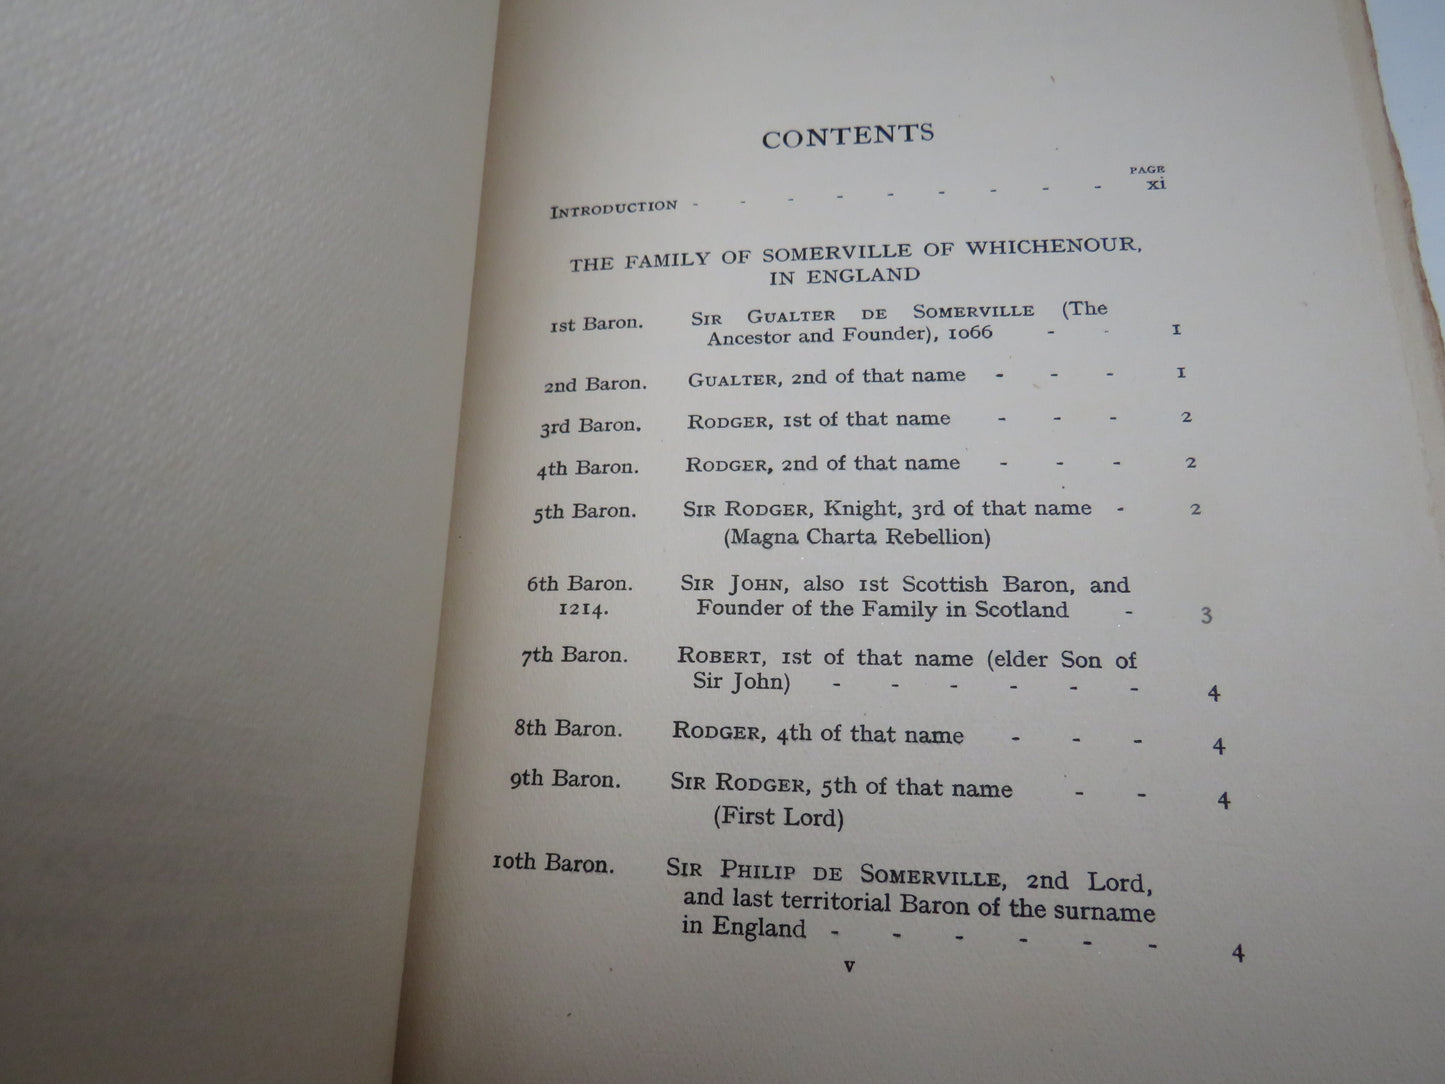 CONTENTS
PAGE
INTRODUCTION - - - - - - - - - xi
THE FAMILY OF SOMERVILLE OF WHICHENOUR,
IN ENGLAND
1st Baron. SIR GUALTER DE SOMERVILLE (The
Ancestor and Founder), 1066 - - 1
2nd Baron. GUALTER, 2nd of that name - - - 1
3rd Baron. RODGER, 1st of that name - - - 2
4th Baron. RODGER, 2nd of that name - - - 2
5th Baron. SIR RODGER, Knight, 3rd of that name - 2
(Magna Charta Rebellion)
6th Baron. SIR JOHN, also 1st Scottish Baron, and
1214. Founder of the Family in Scotland - 3
7th Baron. ROBERT, 1st of that name (elder Son of
Sir John) - - - - - - 4
8th Baron. RODGER, 4th of that name - - - 4
9th Baron. SIR RODGER, 5th of that name - - 4
(First Lord)
10th Baron. SIR PHILIP DE SOMERVILLE, 2nd Lord,
and last territorial Baron of the surname
in England - - - - - - 4
v